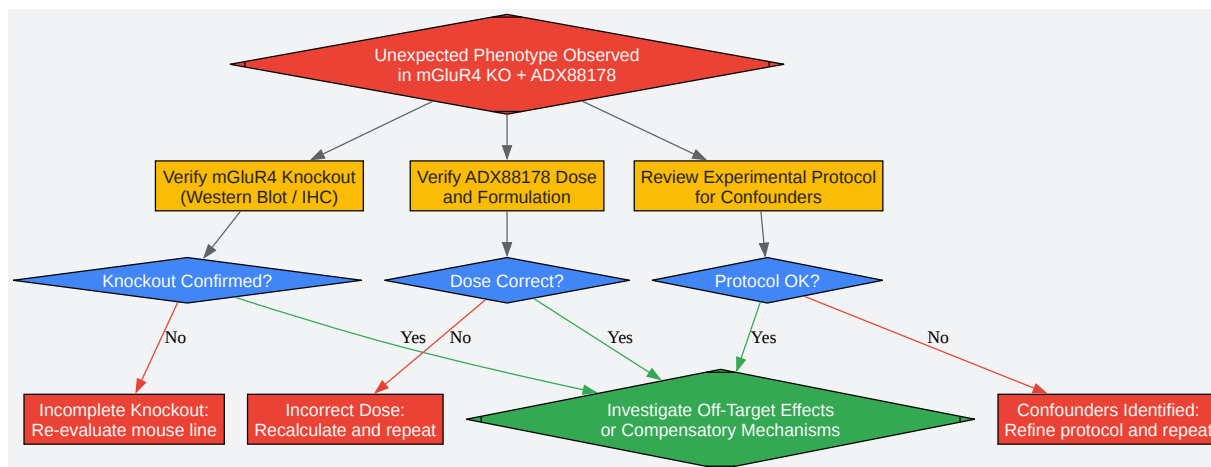 Unexpected Phenotype Observed
in mGluR4 KO + ADX88178
Verify mGluR4 Knockout
(Western Blot / IHC)
Verify ADX88178 Dose
and Formulation
Review Experimental Protocol
for Confounders
Knockout Confirmed?
Dose Correct?
Protocol OK?
No
Yes
No
Yes
Yes
No
Incomplete Knockout:
Re-evaluate mouse line
Incorrect Dose:
Recalculate and repeat
Investigate Off-Target Effects
or Compensatory Mechanisms
Confounders Identified:
Refine protocol and repeat